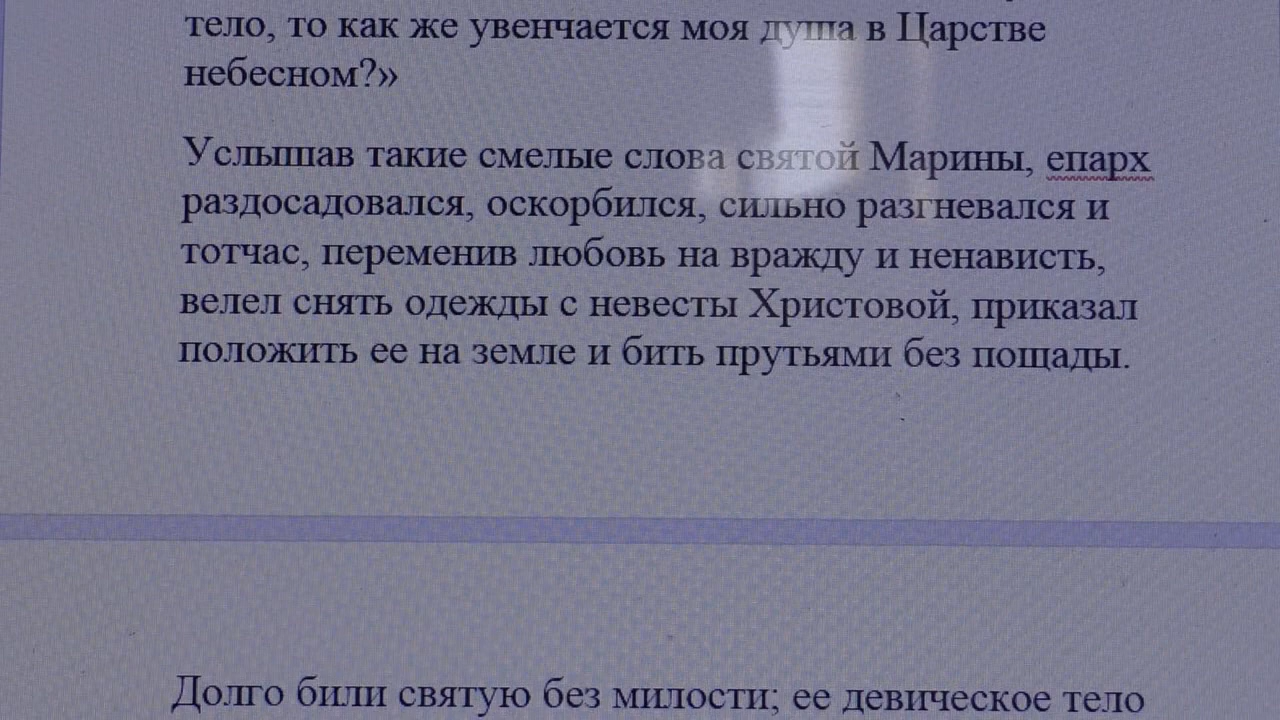 тело, то как же увенчается моя душа в Царстве
небесном?»
Услышав такие смелые слова святой Марины, епарх
раздосадовался, оскорбился, сильно разгневался и
тотчас, переменив любовь на вражду и ненависть,
велел снять одежды с невесты Христовой, приказал
положить ее на земле и бить прутьями без пощады.
Долго били святую без милости; ее девическое тело